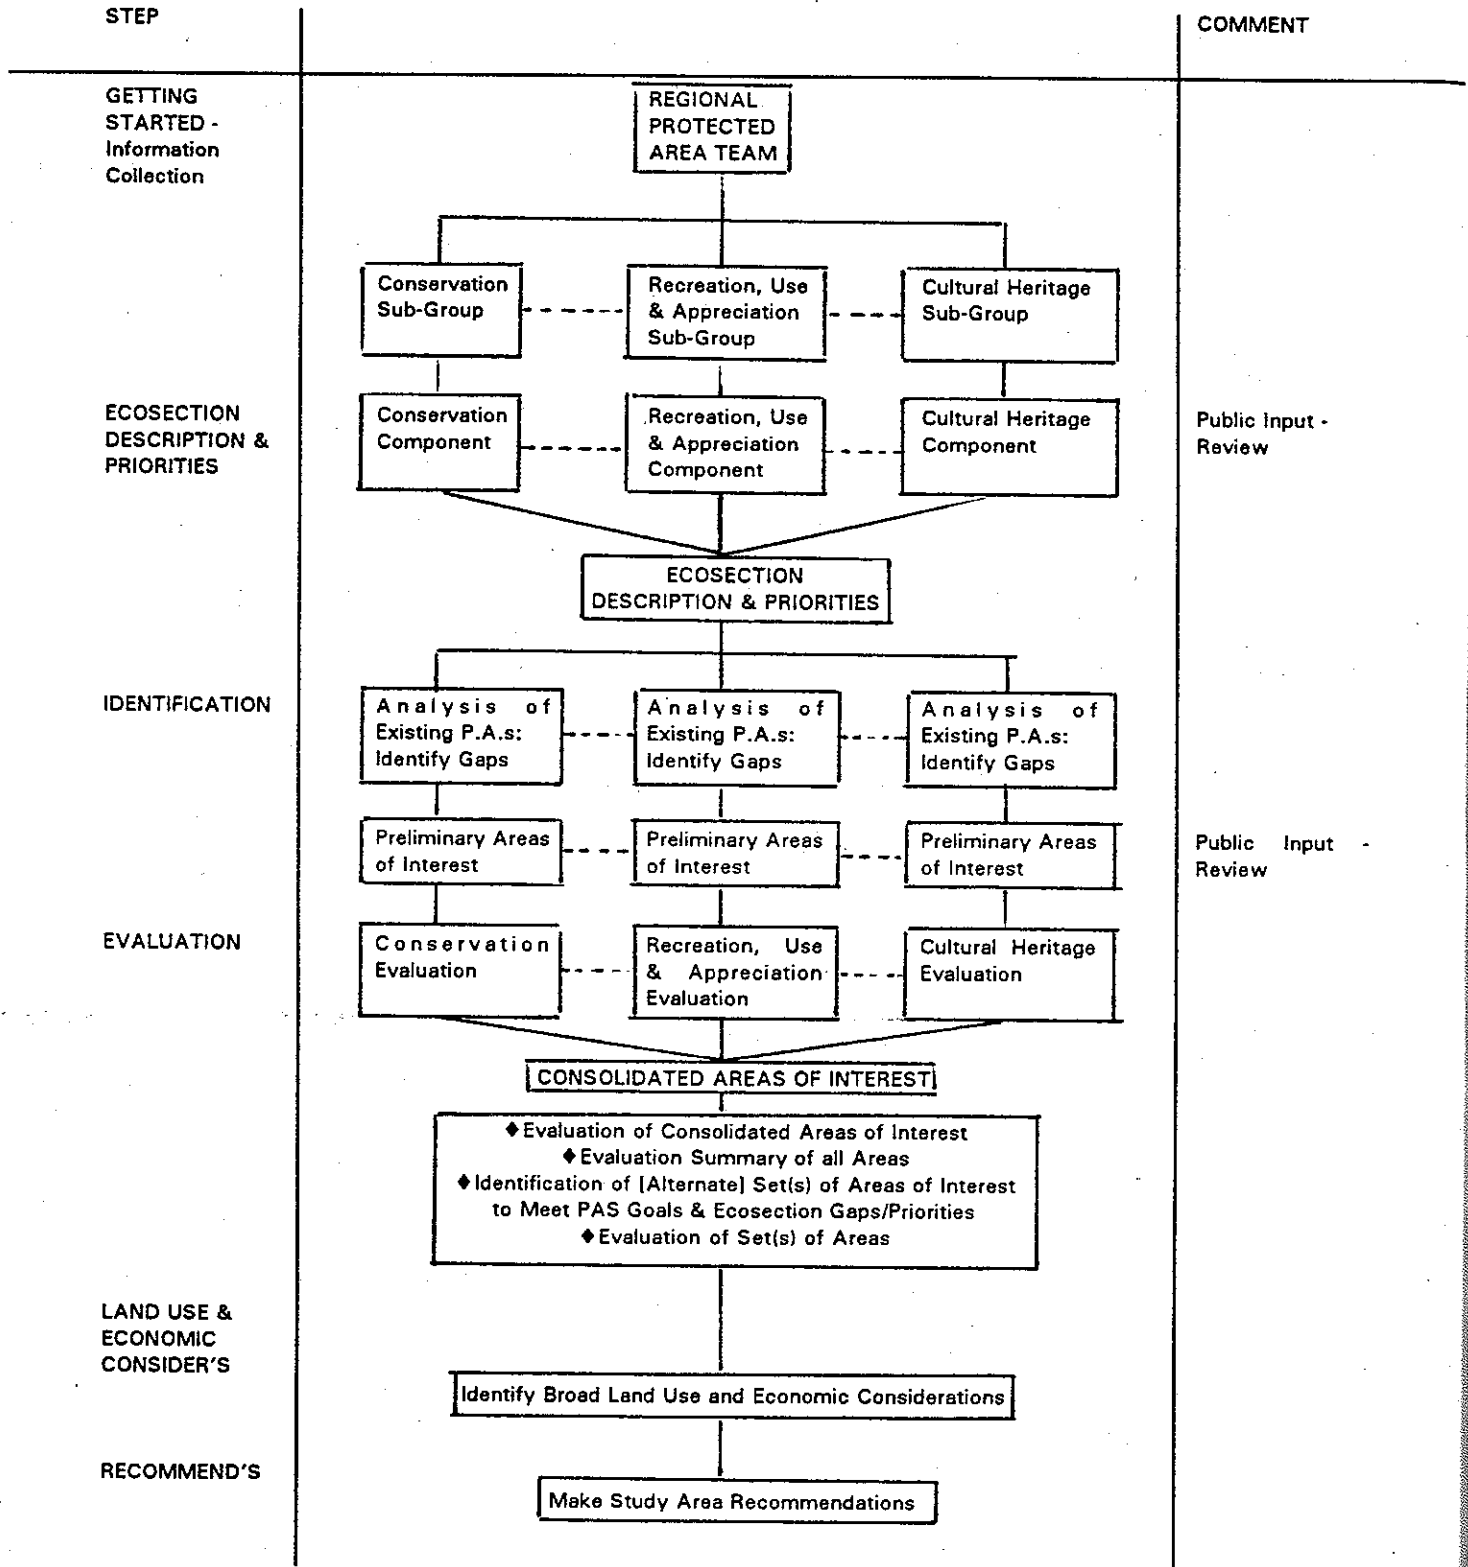 STEP
COMMENT
GETTING
STARTED -
Information
Collection
REGIONAL
PROTECTED
AREA TEAM
Conservation
Sub-Group
Recreation, Use
& Appreciation
Sub-Group
Cultural Heritage
Sub-Group
ECOSECTION
DESCRIPTION &
PRIORITIES
Conservation
Component
Recreation, Use
& Appreciation
Component
Cultural Heritage
Component
Public Input -
Review
ECOSECTION
DESCRIPTION & PRIORITIES
IDENTIFICATION
Analysis of
Existing P.A.s:
Identify Gaps
Analysis of
Existing P.A.s:
Identify Gaps
Analysis of
Existing P.A.s:
Identify Gaps
Preliminary Areas
of Interest
Preliminary Areas
of Interest
Preliminary Areas
of Interest
Public Input -
Review
EVALUATION
Conservation
Evaluation
Recreation, Use
& Appreciation
Evaluation
Cultural Heritage
Evaluation
CONSOLIDATED AREAS OF INTEREST
♦Evaluation of Consolidated Areas of Interest
♦Evaluation Summary of all Areas
♦Identification of [Alternate] Set(s) of Areas of Interest
to Meet PAS Goals & Ecosection Gaps/Priorities
♦Evaluation of Set(s) of Areas
LAND USE &
ECONOMIC
CONSIDER'S
Identify Broad Land Use and Economic Considerations
RECOMMEND'S
Make Study Area Recommendations